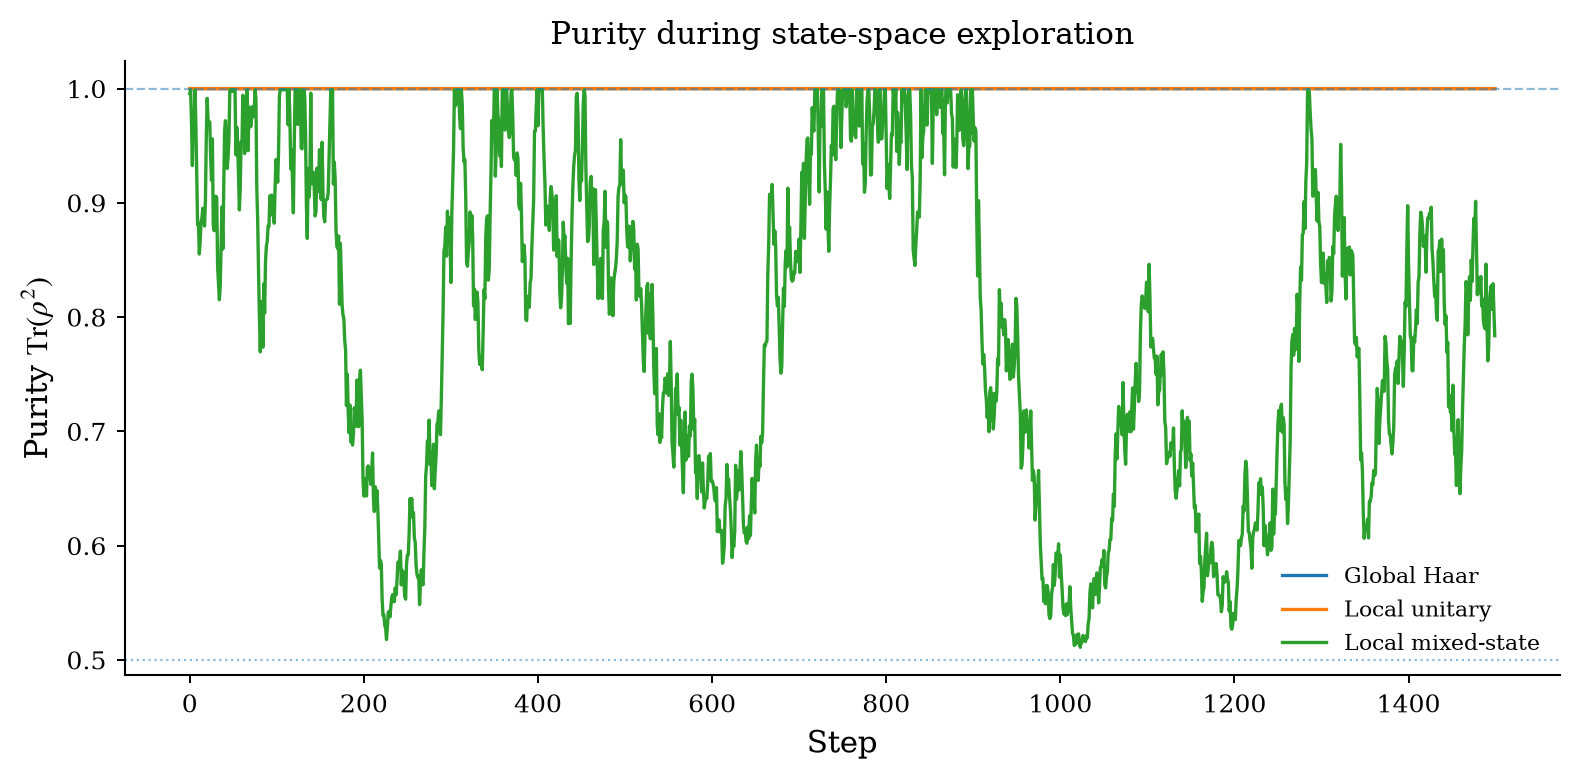 Purity during state-space exploration
Purity Tr(ρ²)
1.0
0.9
0.8
0.7
0.6
0.5
0 200 400 600 800 1000 1200 1400
Step
Global Haar
Local unitary
Local mixed-state